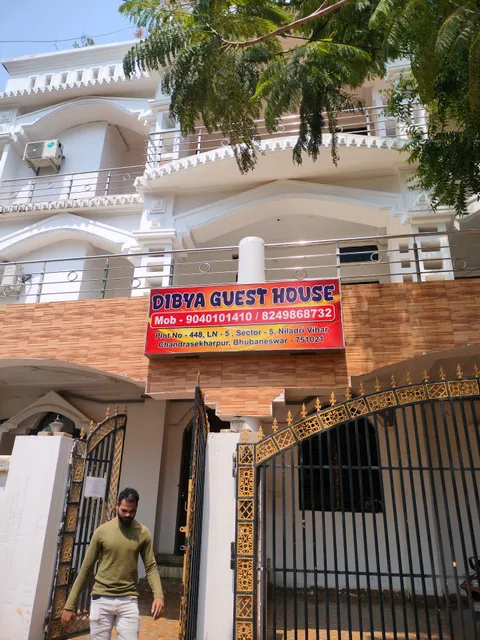 DIBYA GUEST HOUSE
Mob - 9040101410 / 8249868732
Plot No - 448, LN - 5 , Sector - 5, Niladri Vihar
Chandrasekharpur, Bhubaneswar - 751021